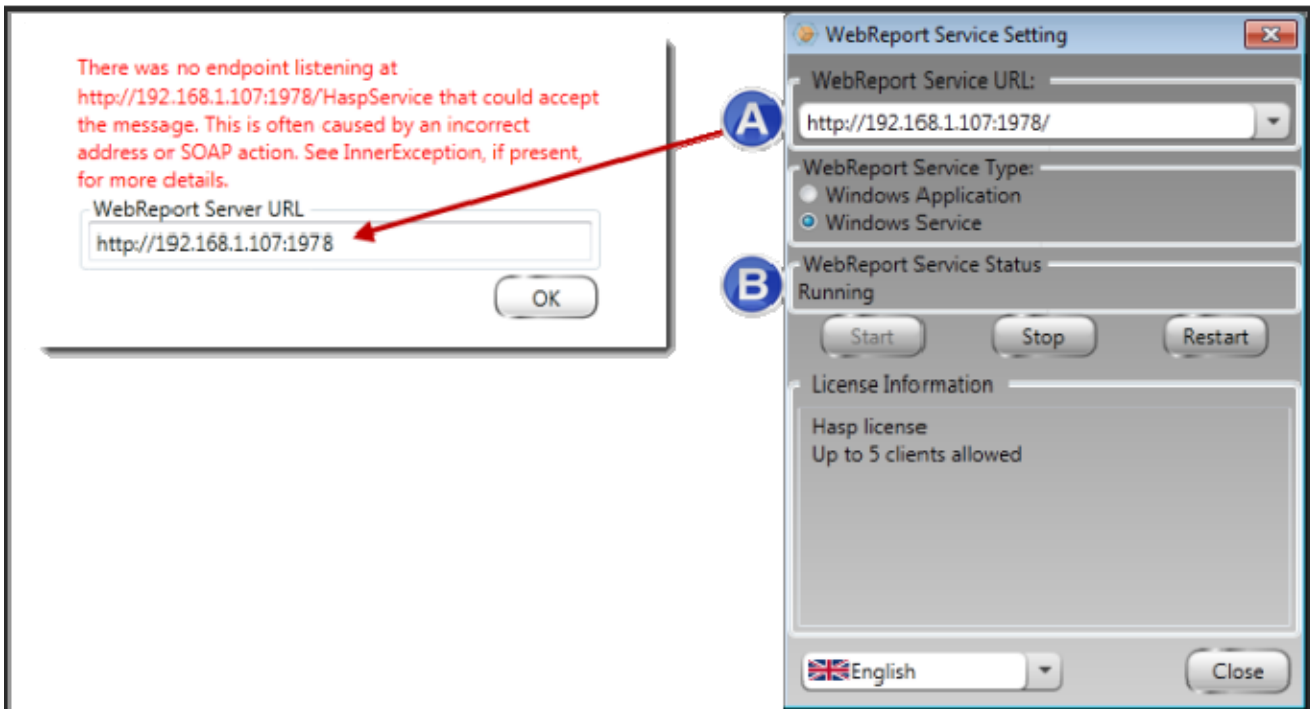 There was no endpoint listening at
http://192.168.1.107:1978/HaspService that could accept
the message. This is often caused by an incorrect
address or SOAP action. See InnerException, if present,
for more details.
WebReport Server URL
http://192.168.1.107:1978
OK
A
B
WebReport Service Setting
WebReport Service URL:
http://192.168.1.107:1978/
WebReport Service Type:
Windows Application
Windows Service
WebReport Service Status
Running
Start Stop Restart
License Information
Hasp license
Up to 5 clients allowed
English
Close